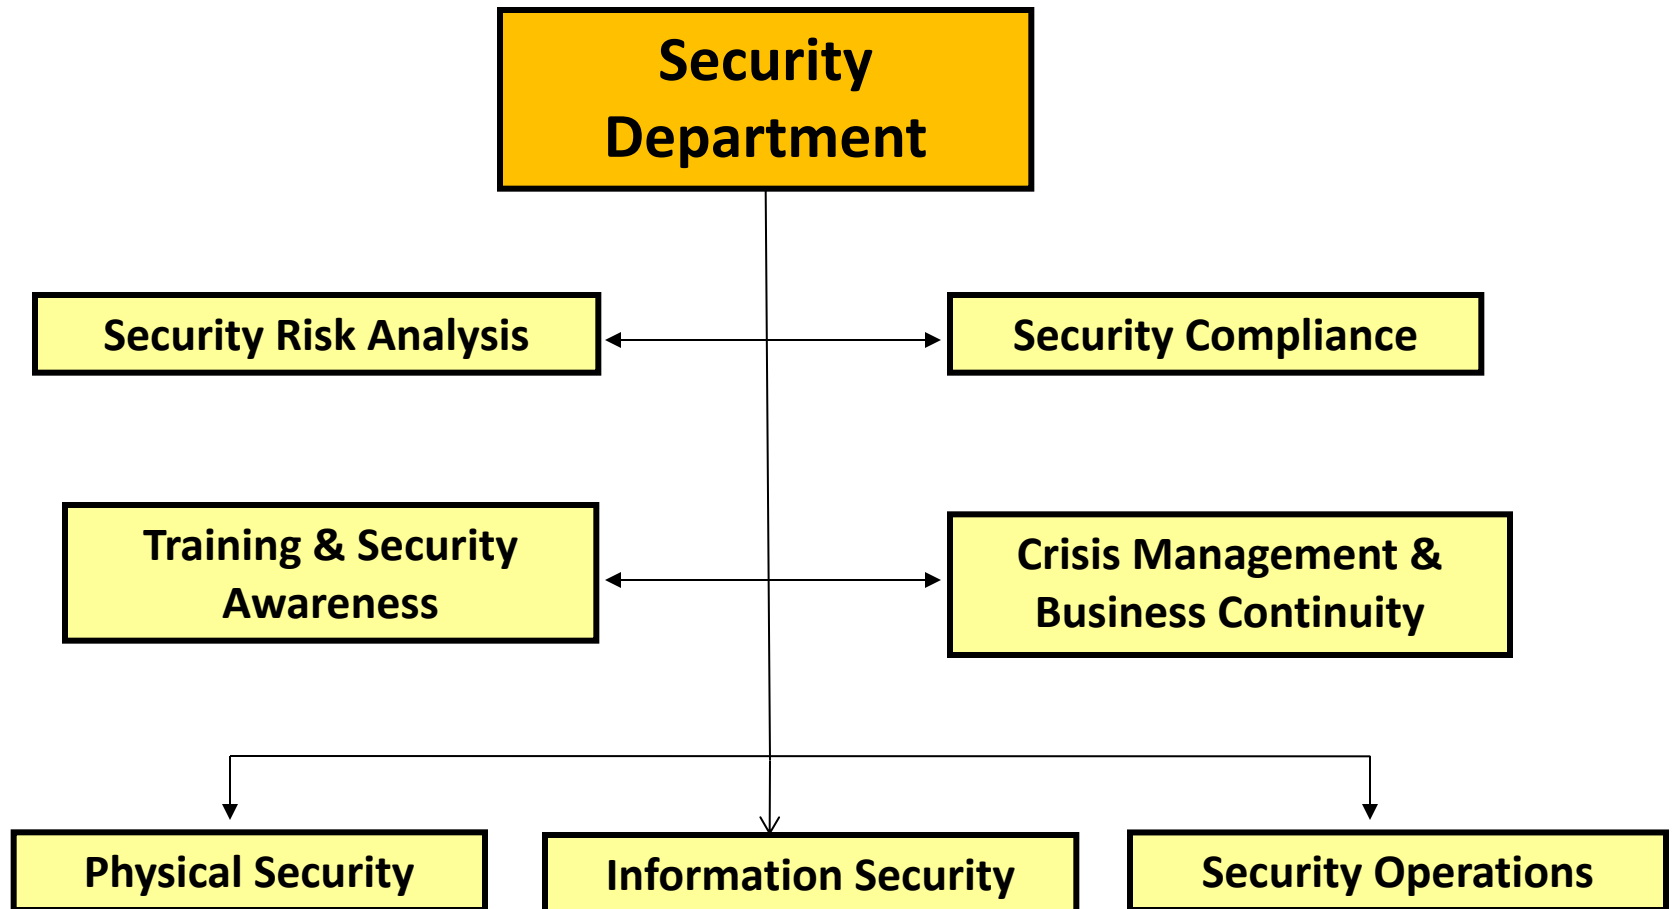 Security
Department
Security Risk Analysis
Security Compliance
Training & Security
Awareness
Crisis Management &
Business Continuity
Physical Security
Information Security
Security Operations